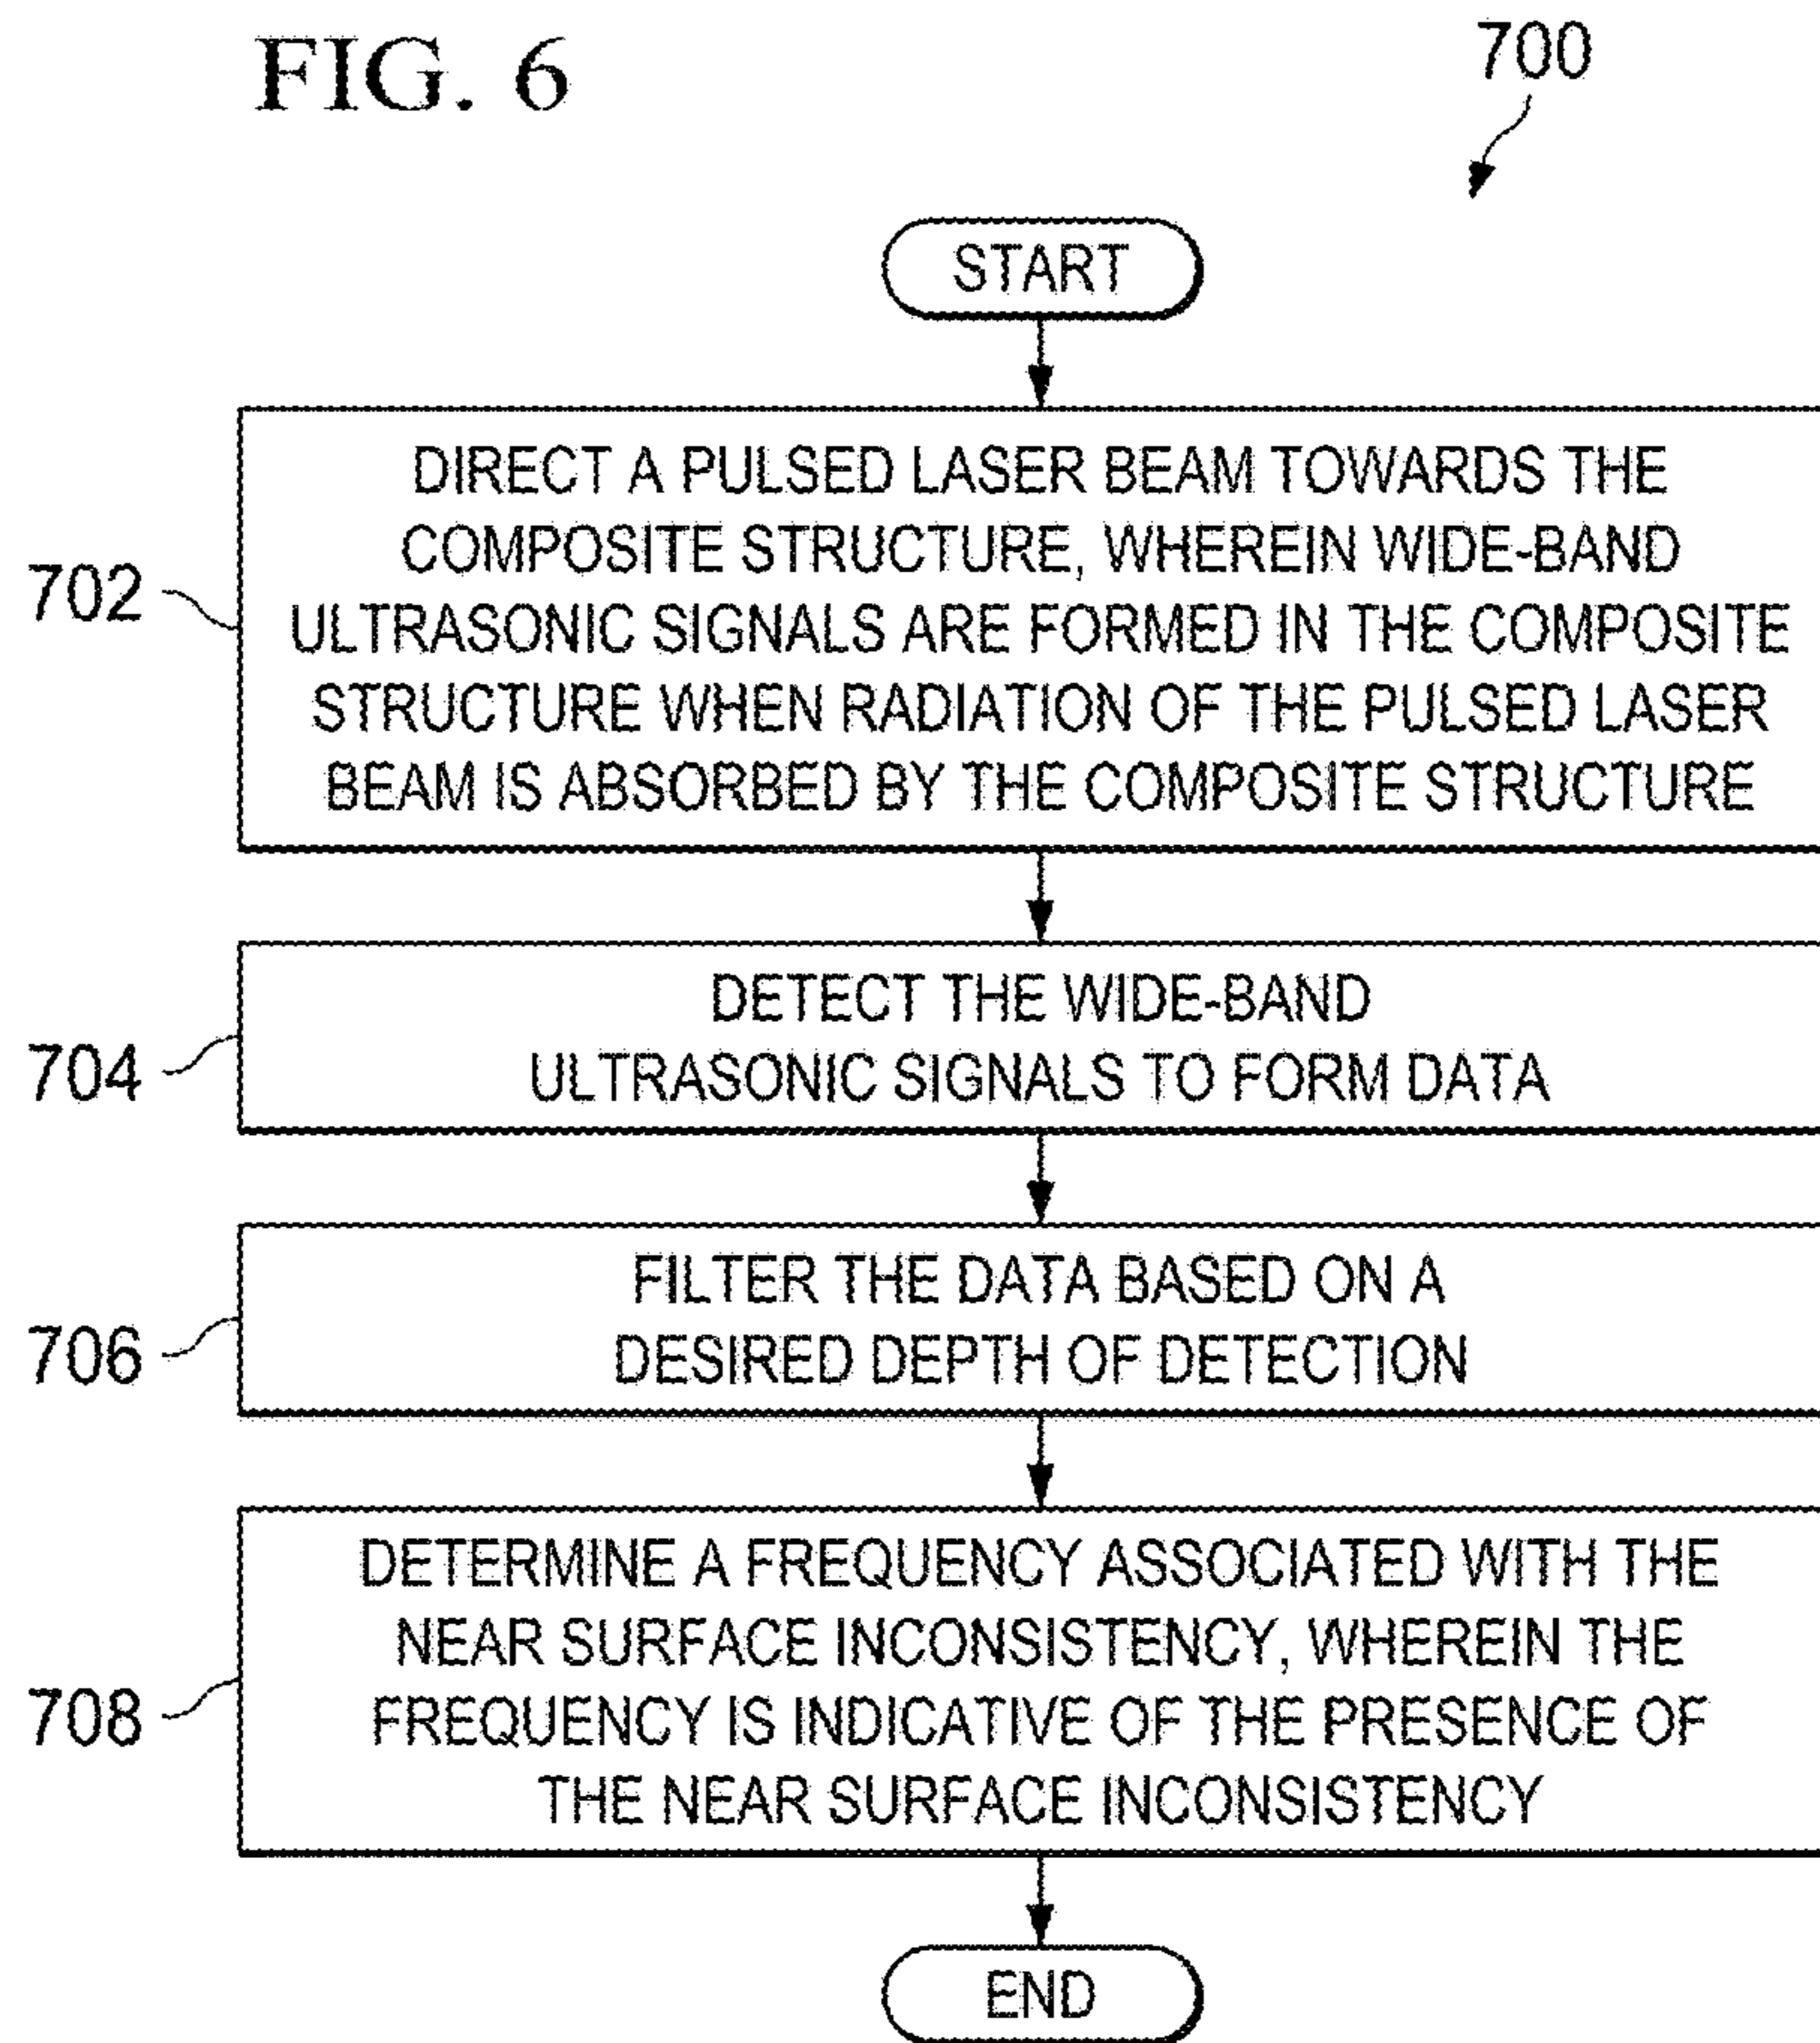 FIG. 6
700
START
702
DIRECT A PULSED LASER BEAM TOWARDS THE
COMPOSITE STRUCTURE, WHEREIN WIDE-BAND
ULTRASONIC SIGNALS ARE FORMED IN THE COMPOSITE
STRUCTURE WHEN RADIATION OF THE PULSED LASER
BEAM IS ABSORBED BY THE COMPOSITE STRUCTURE
704
DETECT THE WIDE-BAND
ULTRASONIC SIGNALS TO FORM DATA
706
FILTER THE DATA BASED ON A
DESIRED DEPTH OF DETECTION
708
DETERMINE A FREQUENCY ASSOCIATED WITH THE
NEAR SURFACE INCONSISTENCY, WHEREIN THE
FREQUENCY IS INDICATIVE OF THE PRESENCE OF
THE NEAR SURFACE INCONSISTENCY
END